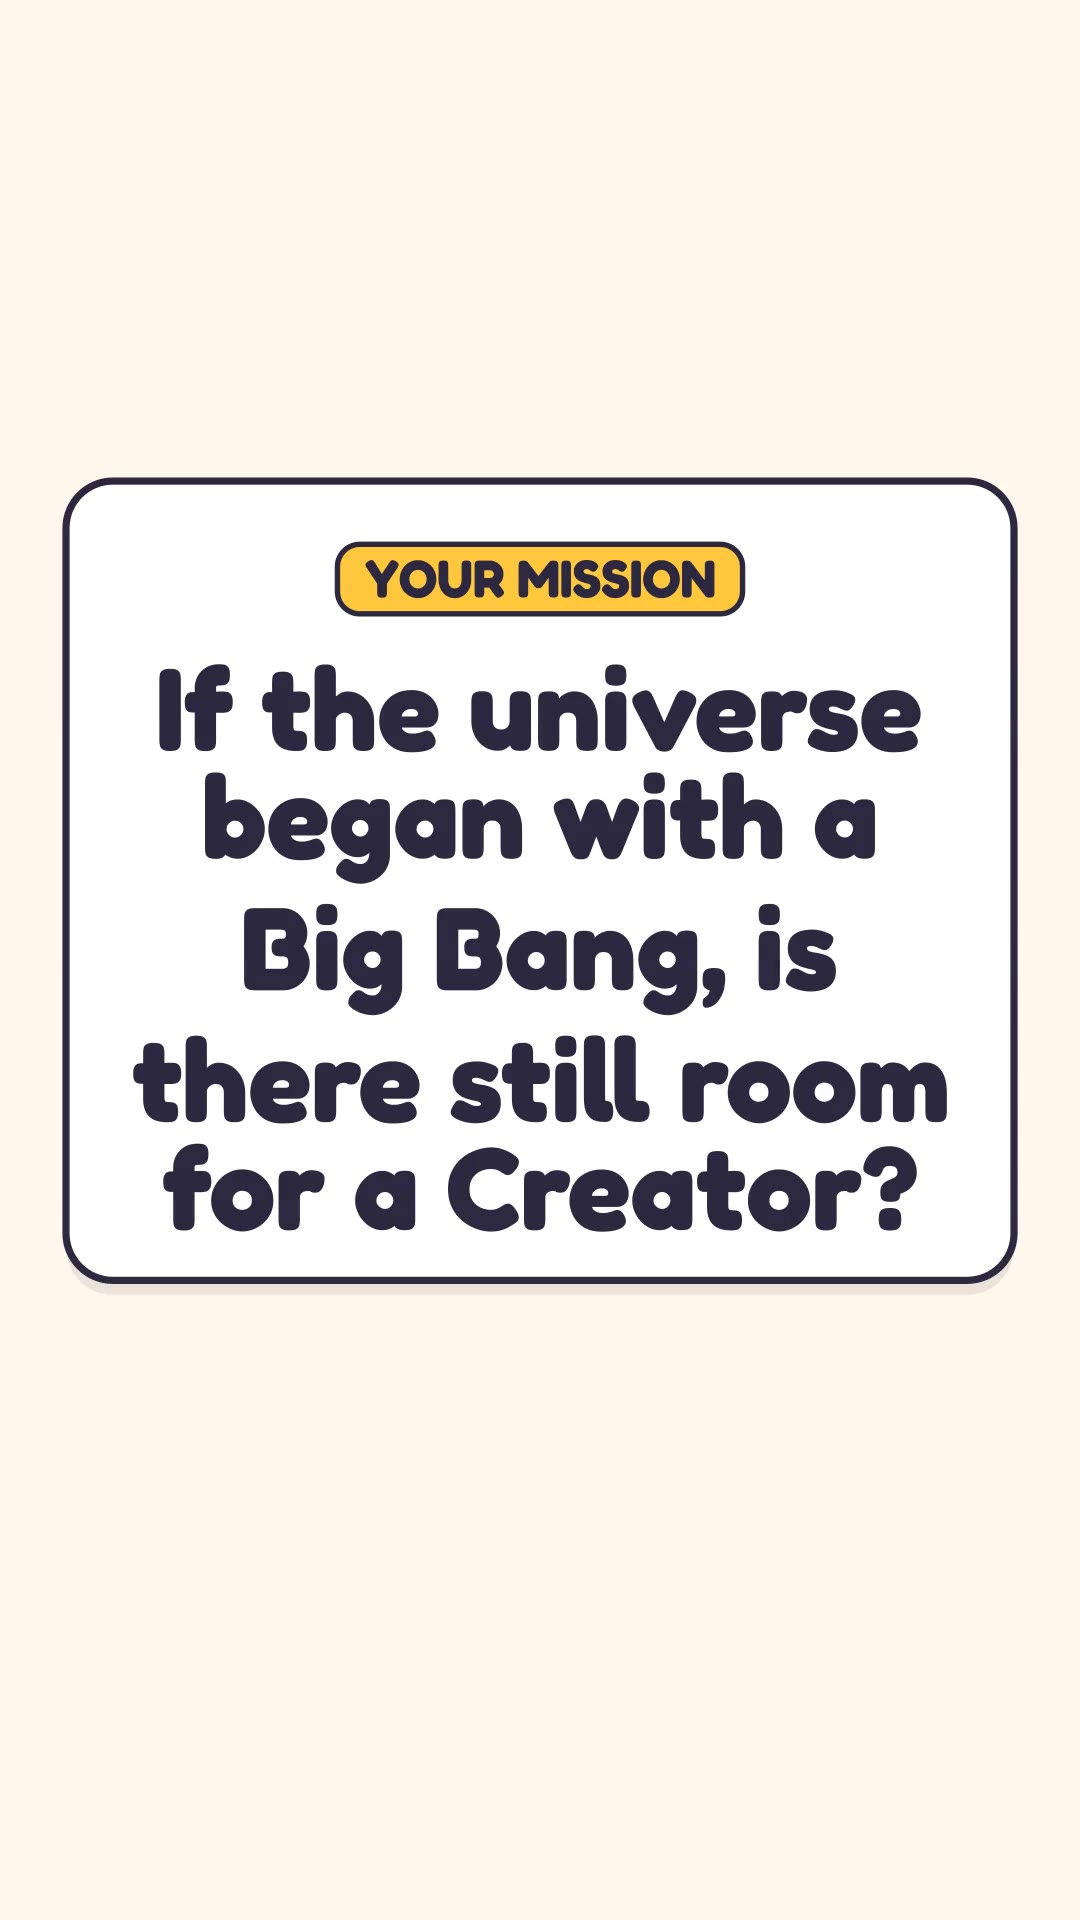 YOUR MISSION
If the universe
began with a
Big Bang, is
there still room
for a Creator?